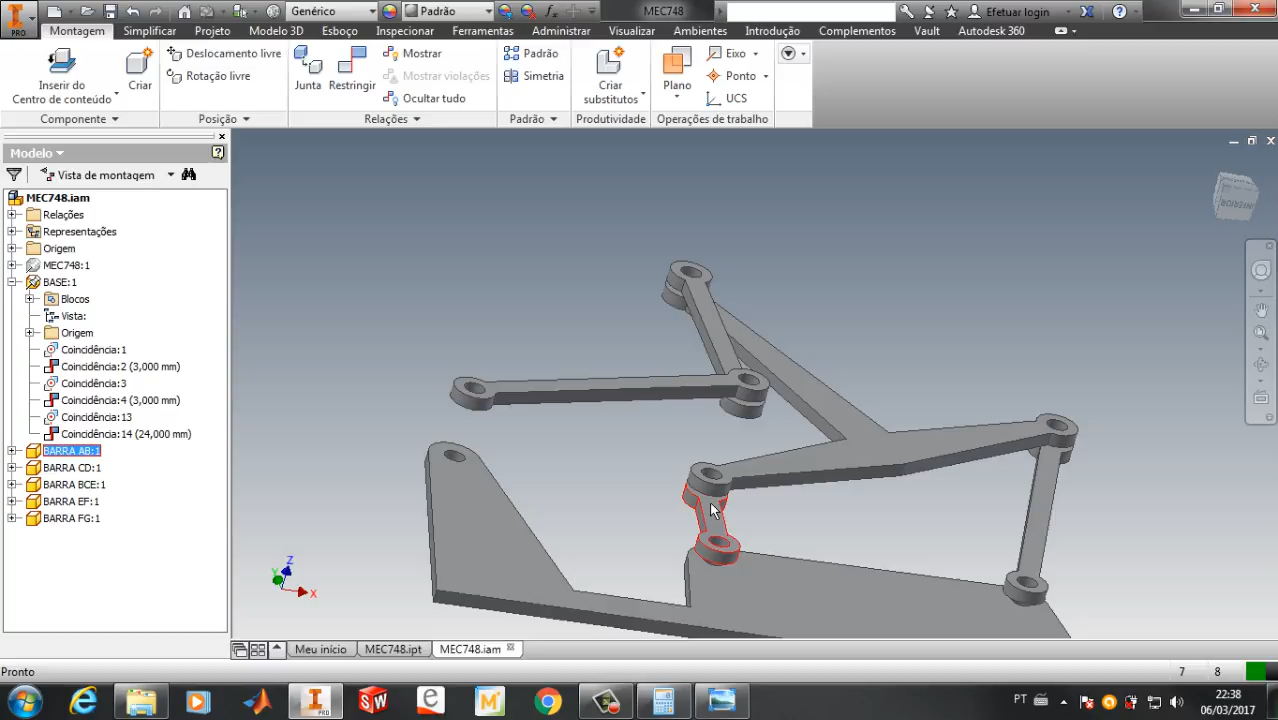 Genérico
Padrão
MEC748
Efetuar login
PRO
Montagem Simplificar Projeto Modelo 3D Esboço Inspecionar Ferramentas Administrar Visualizar Ambientes Introdução Complementos Vault Autodesk 360
Inserir do
Centro de conteúdo
Criar
Deslocamento livre
Rotação livre
Junta
Restringir
Mostrar
Mostrar violações
Ocultar tudo
Padrão
Simetria
Criar
substitutos
Plano
Eixo
Ponto
UCS
Componente
Posição
Relações
Padrão
Produtividade
Operações de trabalho
Modelo
Vista de montagem
MEC748.iam
Relações
Representações
Origem
MEC748:1
BASE:1
Blocos
Vista:
Origem
Coincidência:1
Coincidência:2 (3,000 mm)
Coincidência:3
Coincidência:4 (3,000 mm)
Coincidência:13
Coincidência:14 (24,000 mm)
BARRA AB:1
BARRA CD:1
BARRA BCE:1
BARRA EF:1
BARRA FG:1
Z
Y
X
Meu início
MEC748.ipt
MEC748.iam
Pronto
7 8
PRO
SW
PT
22:38
06/03/2017